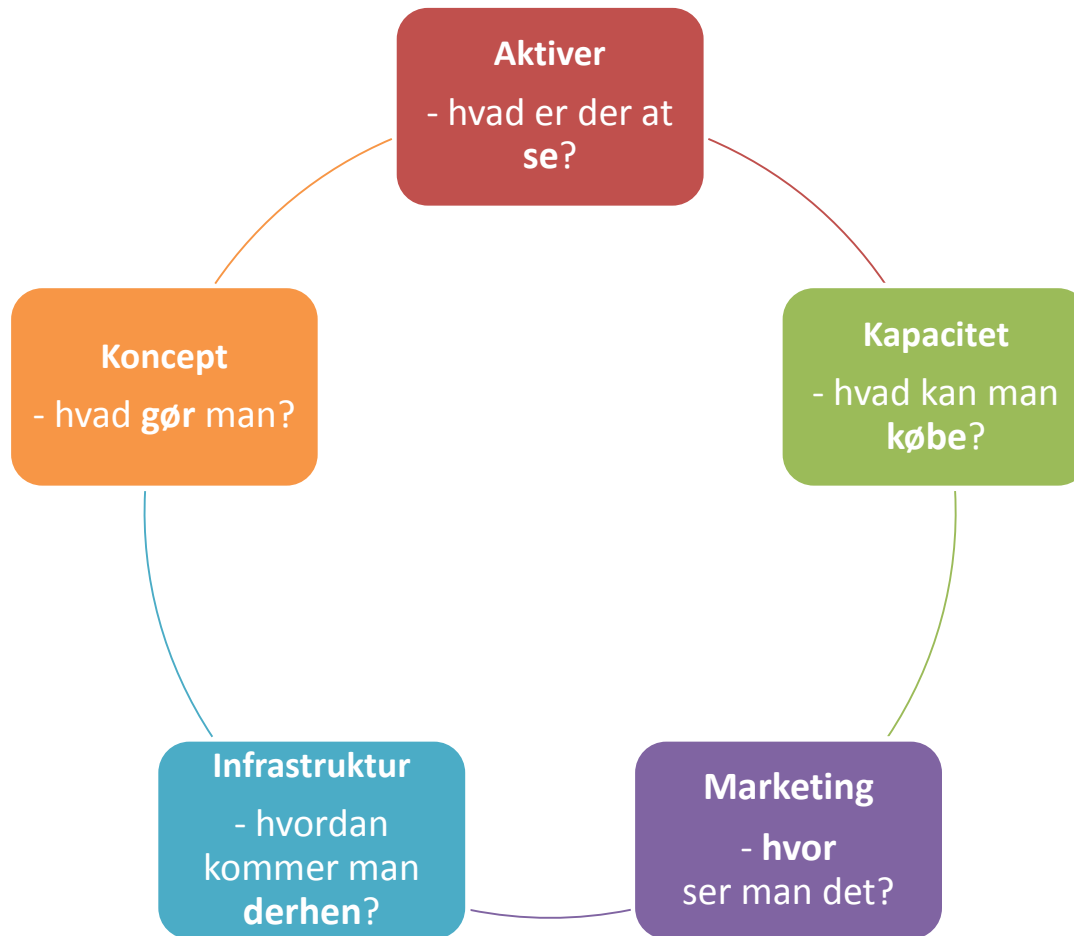 Aktiver
- hvad er der at
se?
Kapacitet
- hvad kan man
købe?
Marketing
- hvor
ser man det?
Infrastruktur
- hvordan
kommer man
derhen?
Koncept
- hvad gør man?